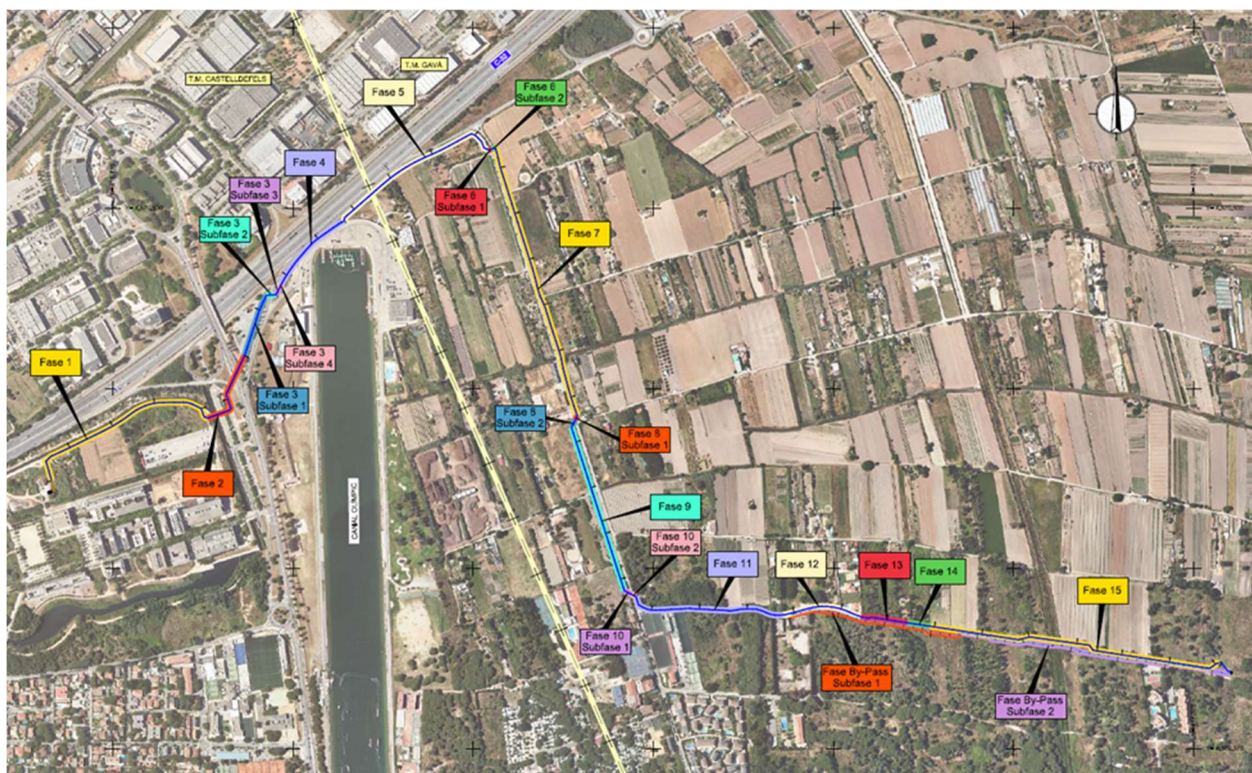 T.M. CASTELLDEFELS
T.M. GAVÀ
C-32
Fase 5
Fase 6
Subfase 2
Fase 4
Fase 3
Subfase 3
Fase 6
Subfase 1
Fase 3
Subfase 2
Fase 7
Fase 1
Fase 3
Subfase 4
Fase 3
Subfase 1
Fase 8
Subfase 2
Fase 8
Subfase 1
Fase 2
CANAL OLIMPIC
Fase 9
Fase 10
Subfase 2
Fase 11
Fase 12
Fase 13
Fase 14
Fase 15
Fase 10
Subfase 1
Fase By-Pass
Subfase 1
Fase By-Pass
Subfase 2